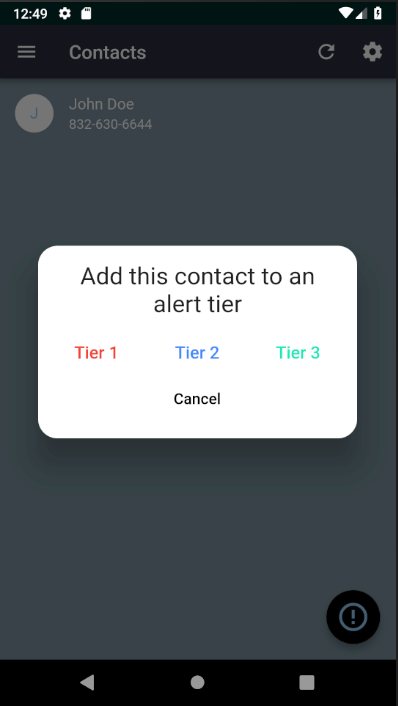 12:49
Contacts
J
John Doe
832-630-6644
Add this contact to an
alert tier
Tier 1 Tier 2 Tier 3
Cancel